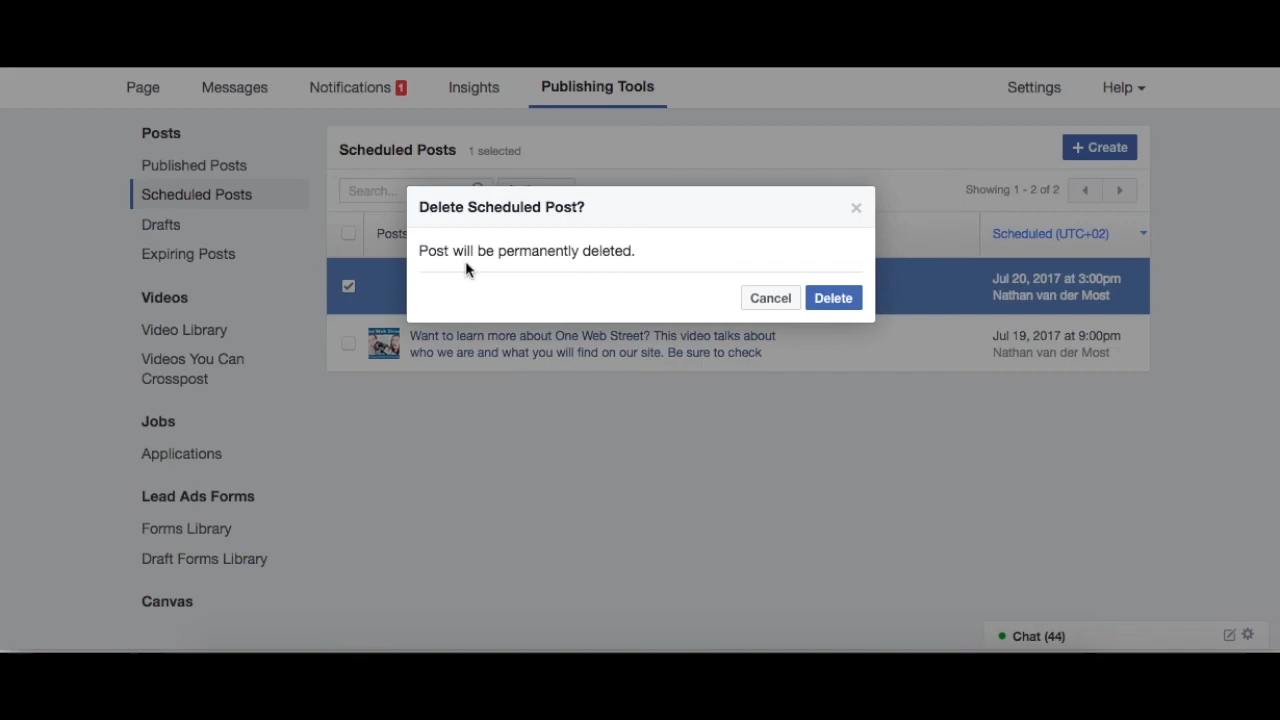 Page Messages Notifications 1 Insights Publishing Tools Settings Help
Posts
Published Posts
Scheduled Posts
Drafts
Expiring Posts
Videos
Video Library
Videos You Can
Crosspost
Jobs
Applications
Lead Ads Forms
Forms Library
Draft Forms Library
Canvas
Scheduled Posts 1 selected
+ Create
Search...
Showing 1 - 2 of 2
Posts
Scheduled (UTC+02)
Delete Scheduled Post?
Post will be permanently deleted.
Cancel Delete
Jul 20, 2017 at 3:00pm
Nathan van der Most
Want to learn more about One Web Street? This video talks about
who we are and what you will find on our site. Be sure to check
Jul 19, 2017 at 9:00pm
Nathan van der Most
Chat (44)